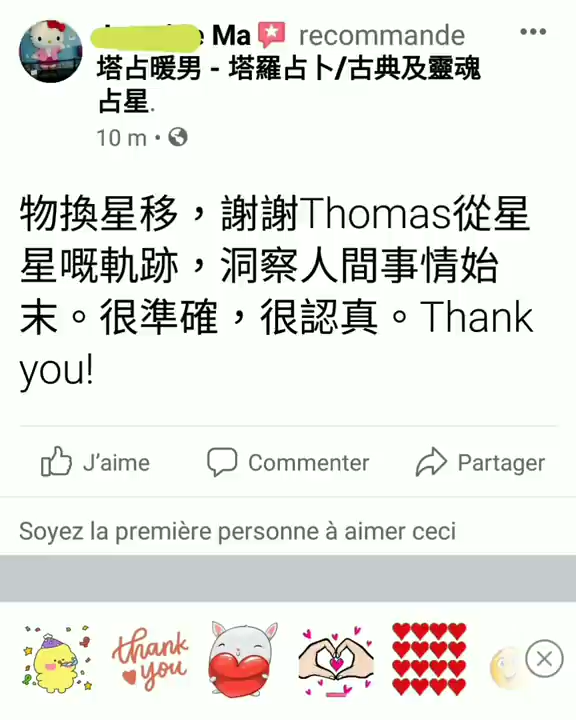 Ma recommande
塔占暖男 - 塔羅占卜/古典及靈魂
占星.
10 m
物換星移，謝謝Thomas從星
星嘅軌跡，洞察人間事情始
末。很準確，很認真。Thank
you!
J’aime
Commenter
Partager
Soyez la première personne à aimer ceci
thank
you